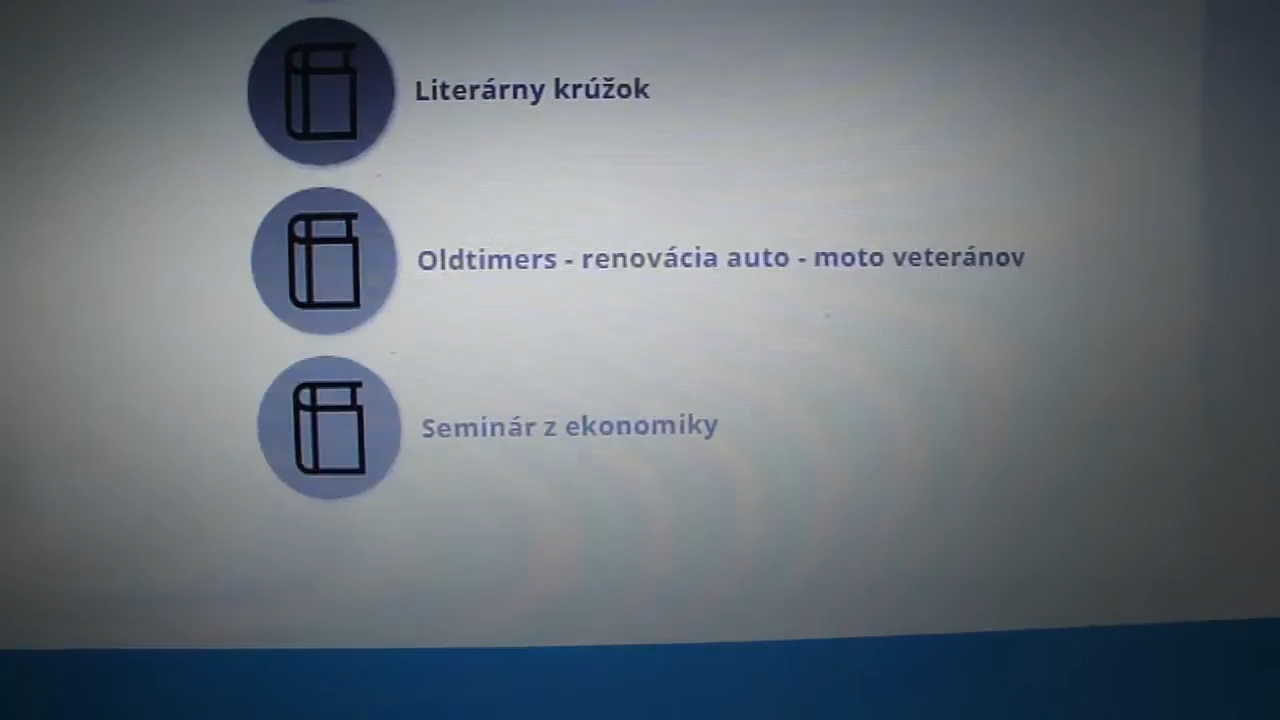 Literárny krúžok
Oldtimers - renovácia auto - moto veteránov
Seminár z ekonomiky